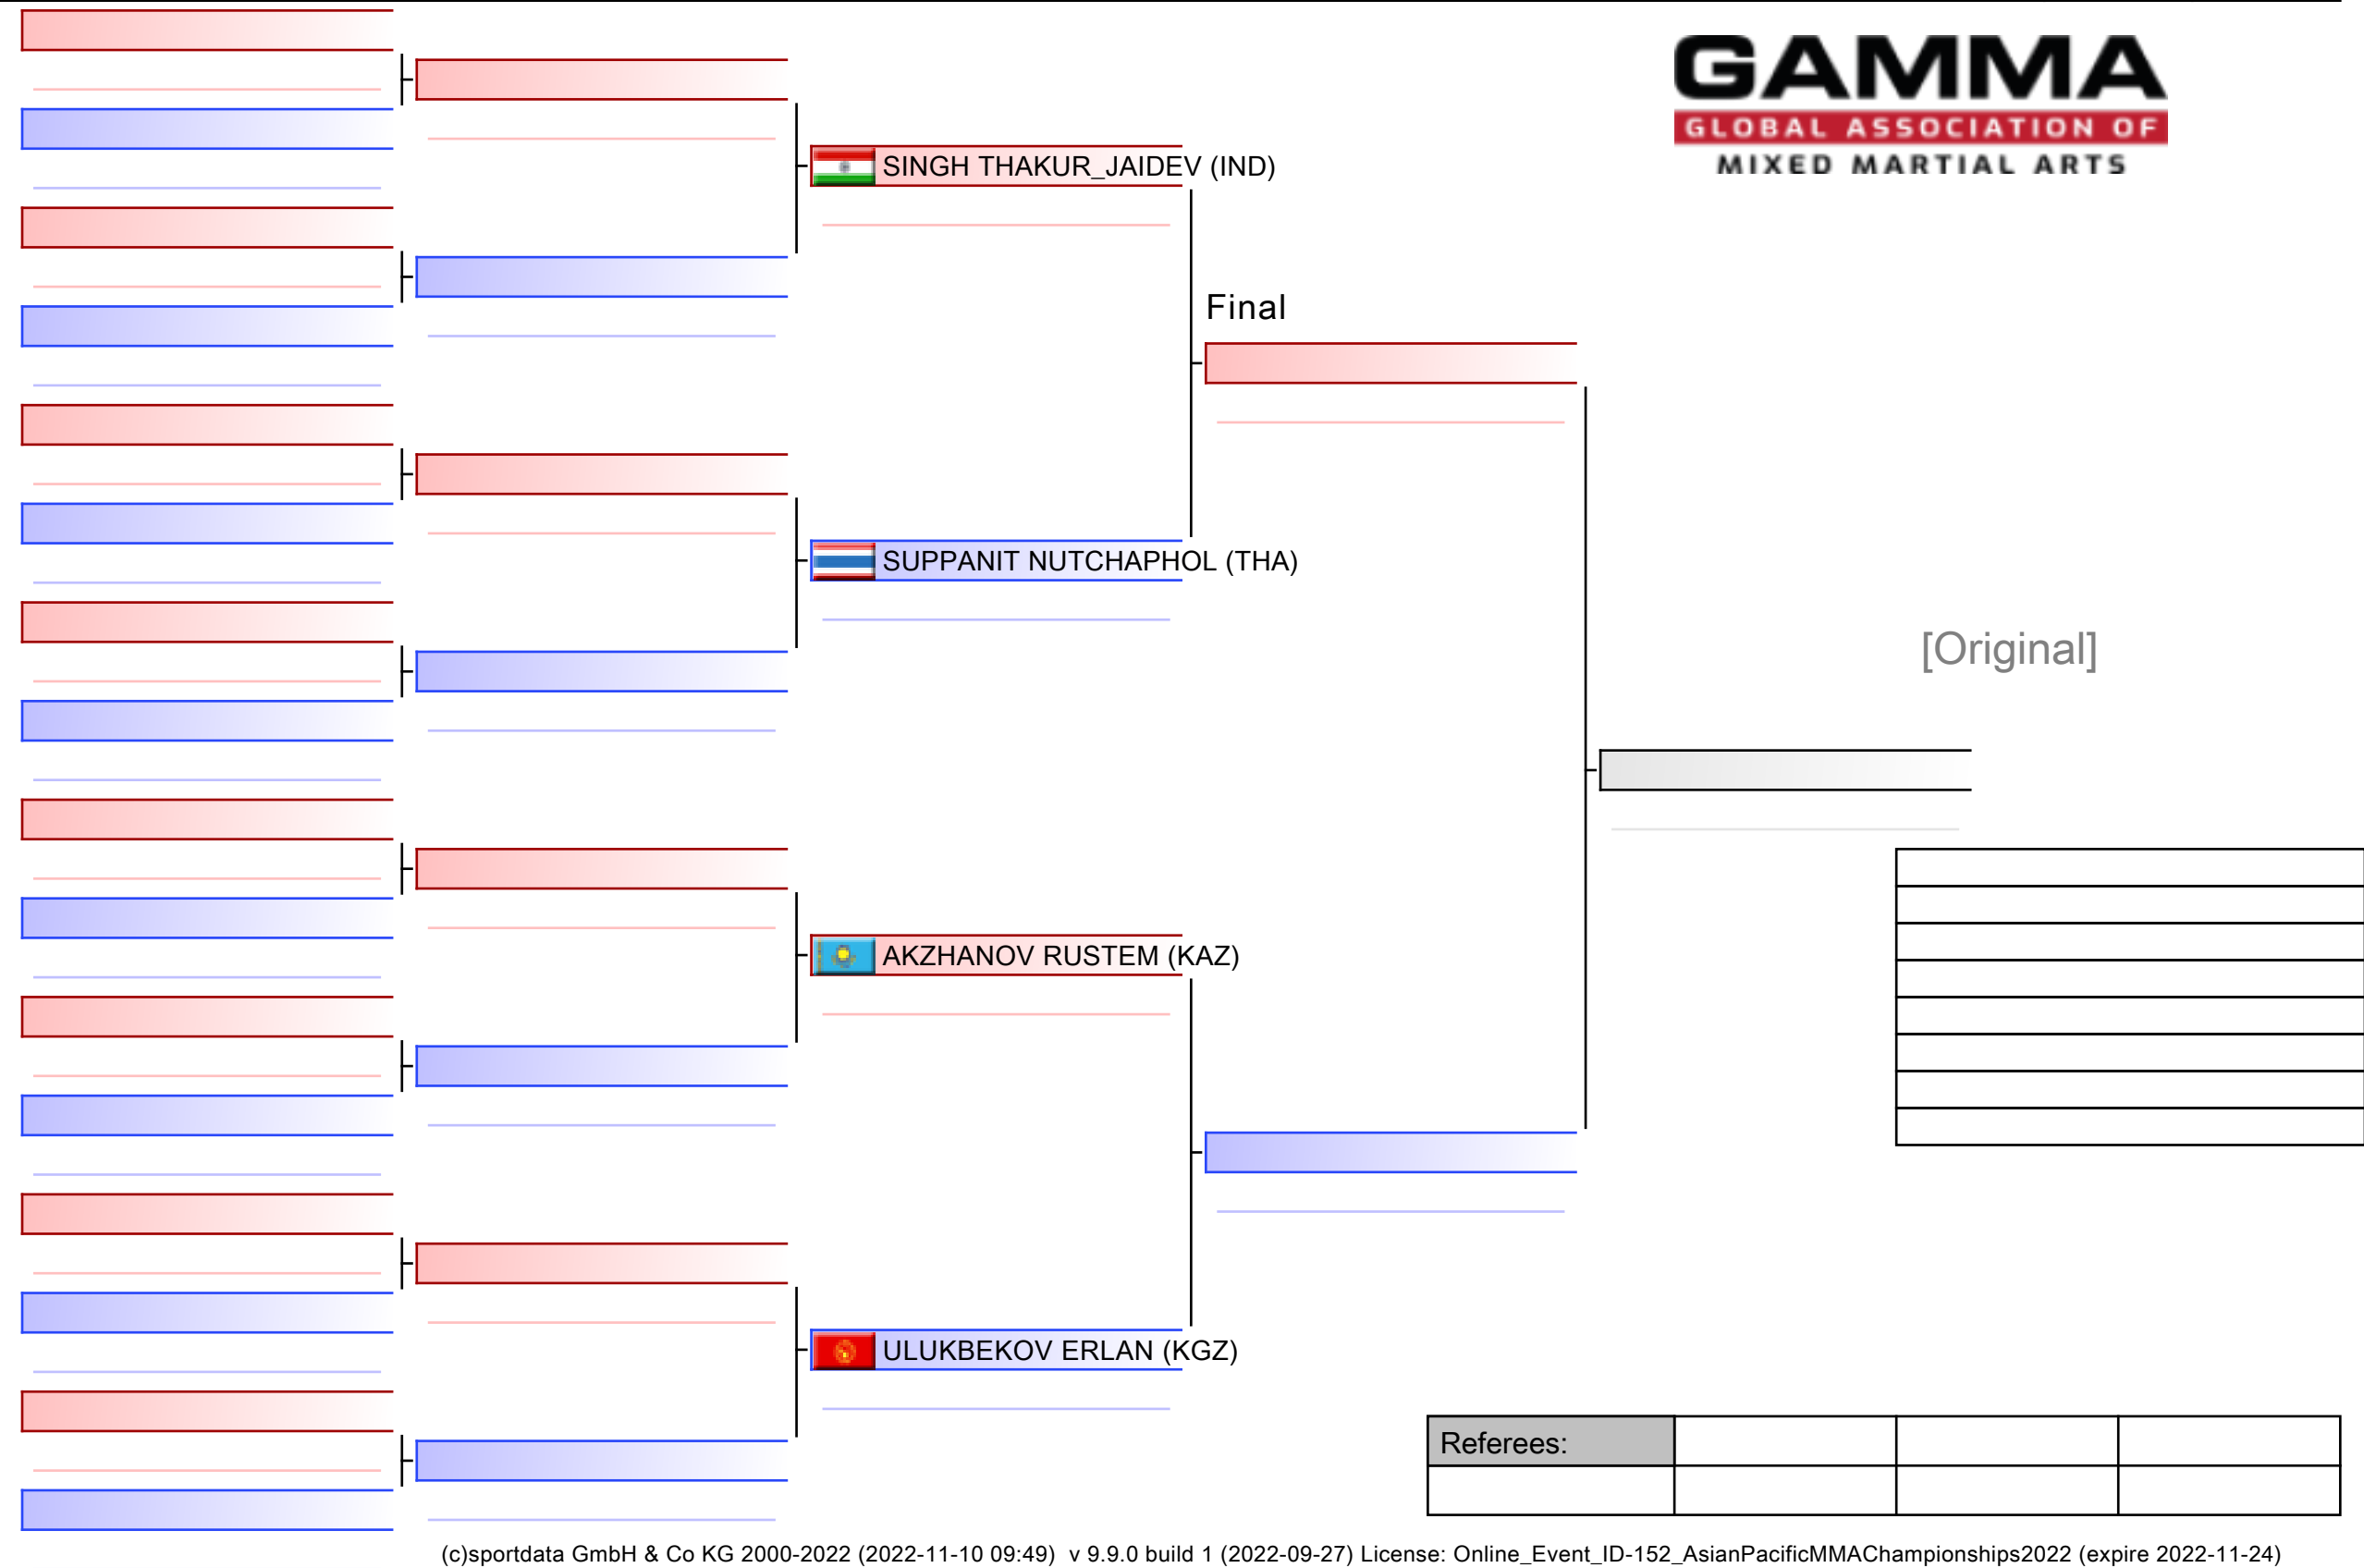 GAMMA
GLOBAL ASSOCIATION OF
MIXED MARTIAL ARTS
SINGH THAKUR_JAIDEV (IND)
Final
SUPPANIT NUTCHAPHOL (THA)
[Original]
AKZHANOV RUSTEM (KAZ)
ULUKBEKOV ERLAN (KGZ)
Referees:
(c)sportdata GmbH & Co KG 2000-2022 (2022-11-10 09:49) v 9.9.0 build 1 (2022-09-27) License: Online_Event_ID-152_AsianPacificMMAChampionships2022 (expire 2022-11-24)